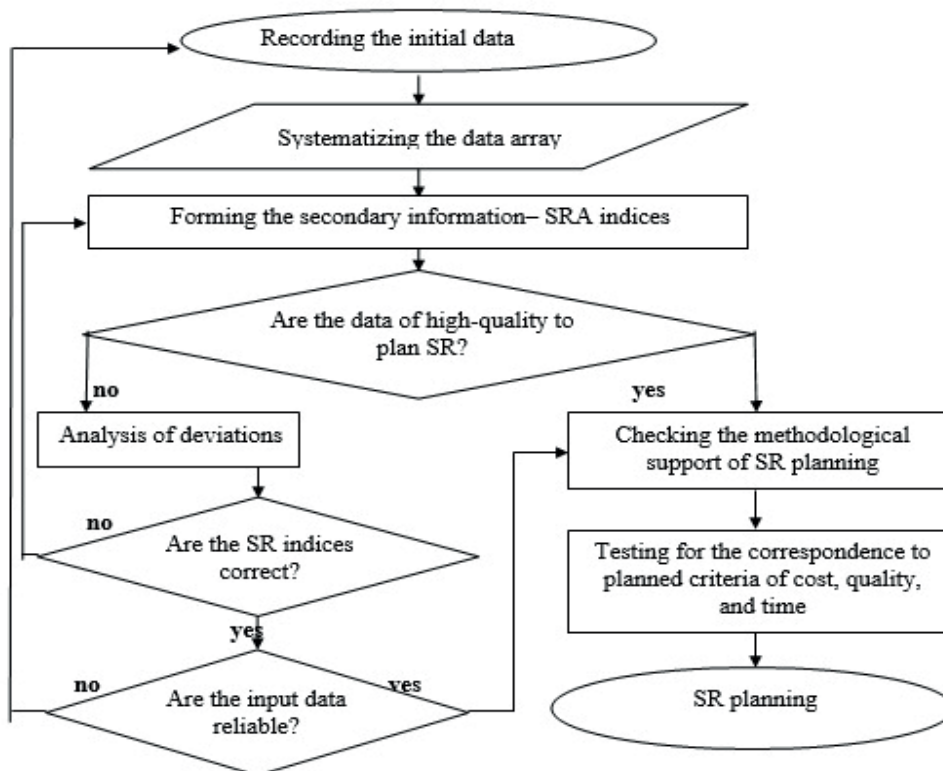 Recording the initial data
Systematizing the data array
Forming the secondary information– SRA indices
Are the data of high-quality to
plan SR?
no
yes
Analysis of deviations
Checking the methodological
support of SR planning
no
Are the SR indices
correct?
Testing for the correspondence to
planned criteria of cost, quality,
and time
yes
no
yes
Are the input data
reliable?
SR planning